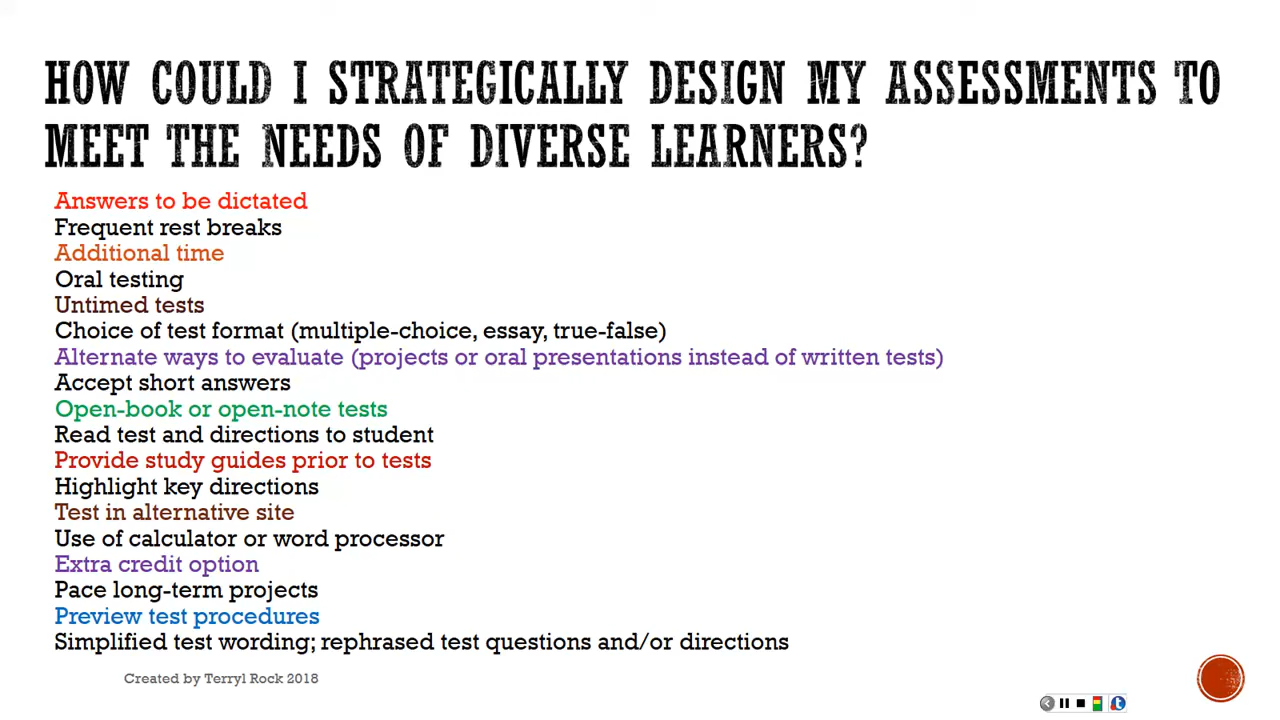 HOW COULD I STRATEGICALLY DESIGN MY ASSESSMENTS TO
MEET THE NEEDS OF DIVERSE LEARNERS?
Answers to be dictated
Frequent rest breaks
Additional time
Oral testing
Untimed tests
Choice of test format (multiple-choice, essay, true-false)
Alternate ways to evaluate (projects or oral presentations instead of written tests)
Accept short answers
Open-book or open-note tests
Read test and directions to student
Provide study guides prior to tests
Highlight key directions
Test in alternative site
Use of calculator or word processor
Extra credit option
Pace long-term projects
Preview test procedures
Simplified test wording; rephrased test questions and/or directions
Created by Terryl Rock 2018
t